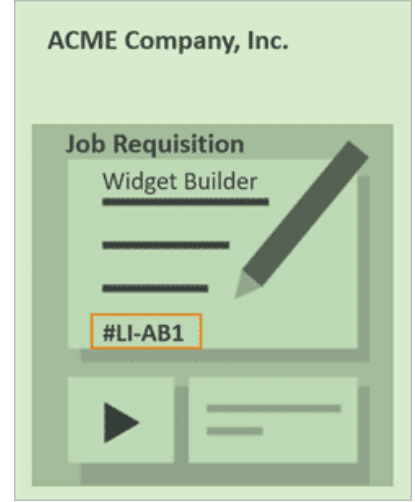 ACME Company, Inc.
Job Requisition
Widget Builder
#LI-AB1